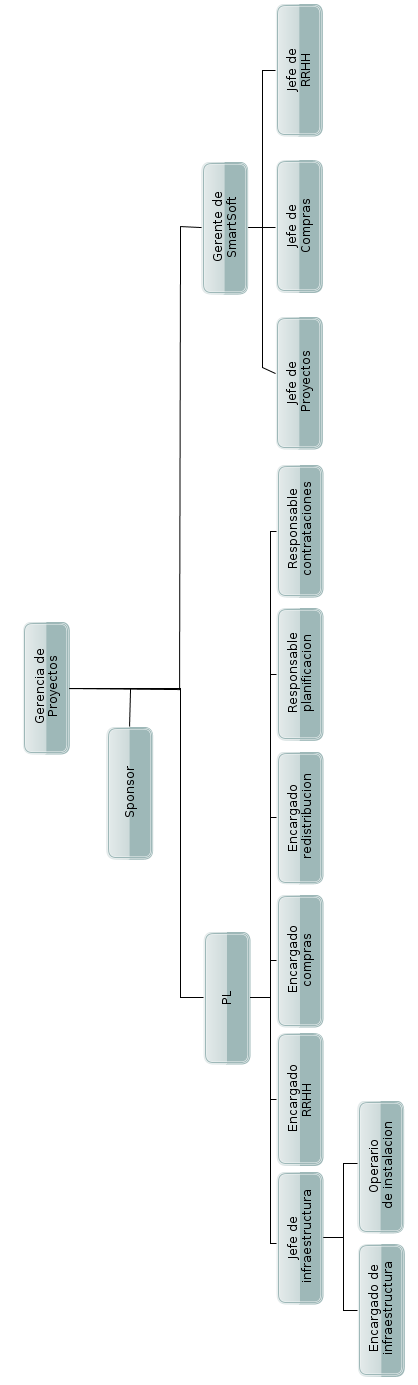 Gerencia de
Proyectos
Sponsor
PL
Gerente de
SmartSoft
Jefe de
infraestructura
Encargado
RRHH
Encargado
compras
Encargado
redistribucion
Responsable
planificacion
Responsable
contrataciones
Jefe de
Proyectos
Jefe de
Compras
Jefe de
RRHH
Encargado de
infraestructura
Operario
de instalacion